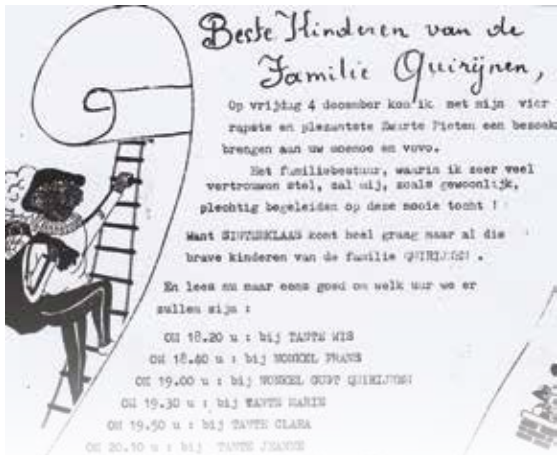 Beste Kinderen van de
Familie Quirijnen,
Op vrijdag 4 december kom ik met mijn vier
rapste en plezantste Zwarte Pieten een bezoek
brengen aan uw moemoe en vovo.
Het familiebestuur, waarin ik zeer veel
vertrouwen stel, zal mij, zoals gewoonlijk,
plechtig begeleiden op deze mooie tocht !
Want SINTERKLAAS komt heel graag naar al die
brave kinderen van de familie QUIRIJNEN .
En lees nu maar eens goed om welk uur we er
zullen zijn :
OM 18.20 u : bij TANTE MIS
OM 18.40 u : bij NONKEL FRANS
OM 19.00 u : bij NONKEL GUST QUIRIJNEN
OM 19.30 u : bij TANTE MARIE
OM 19.50 u : bij TANTE CLARA
OM 20.10 u : bij TANTE JEANNE